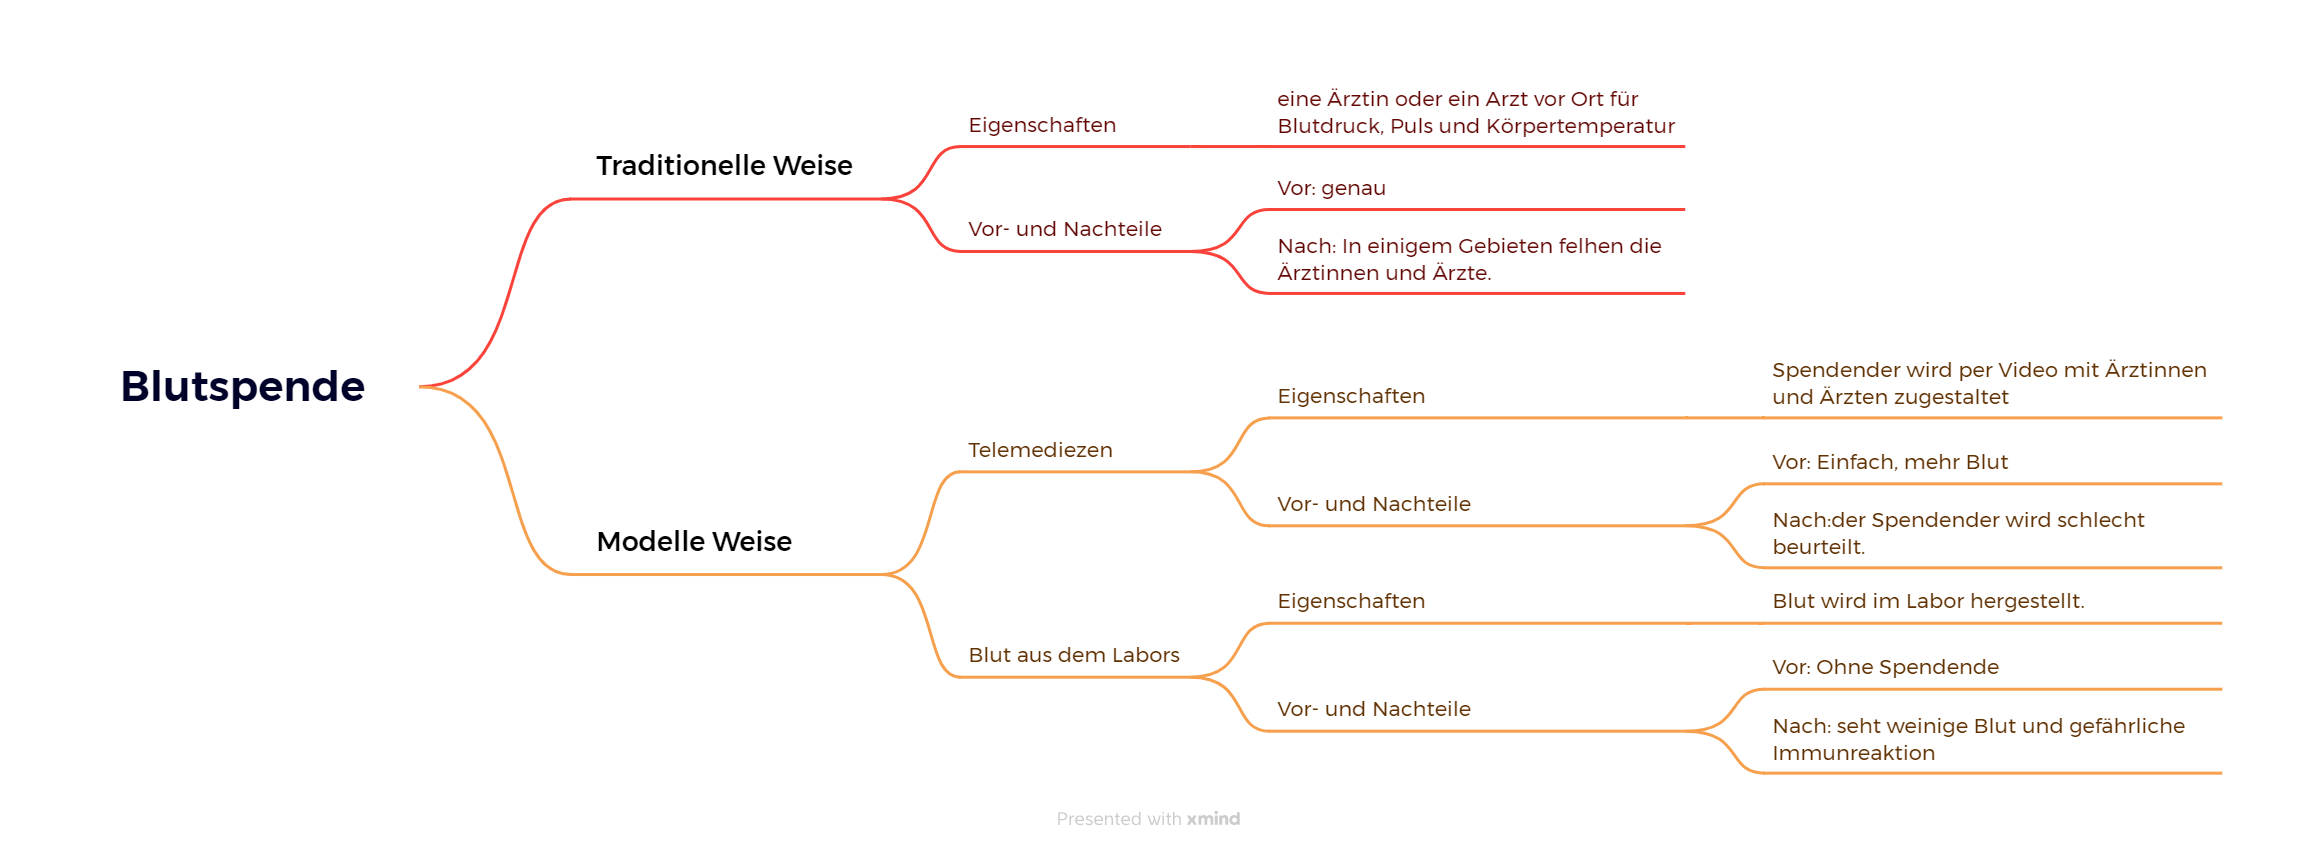 Blutspende
Traditionelle Weise
Eigenschaften
eine Ärztin oder ein Arzt vor Ort für
Blutdruck, Puls und Körpertemperatur
Vor- und Nachteile
Vor: genau
Nach: In einigem Gebieten felhen die
Ärztinnen und Ärzte.
Modelle Weise
Telemediezen
Eigenschaften
Spendender wird per Video mit Ärztinnen
und Ärzten zugestaltet
Vor- und Nachteile
Vor: Einfach, mehr Blut
Nach:der Spendender wird schlecht
beurteilt.
Blut aus dem Labors
Eigenschaften
Blut wird im Labor hergestellt.
Vor- und Nachteile
Vor: Ohne Spendende
Nach: seht weinige Blut und gefährliche
Immunreaktion
Presented with xmind